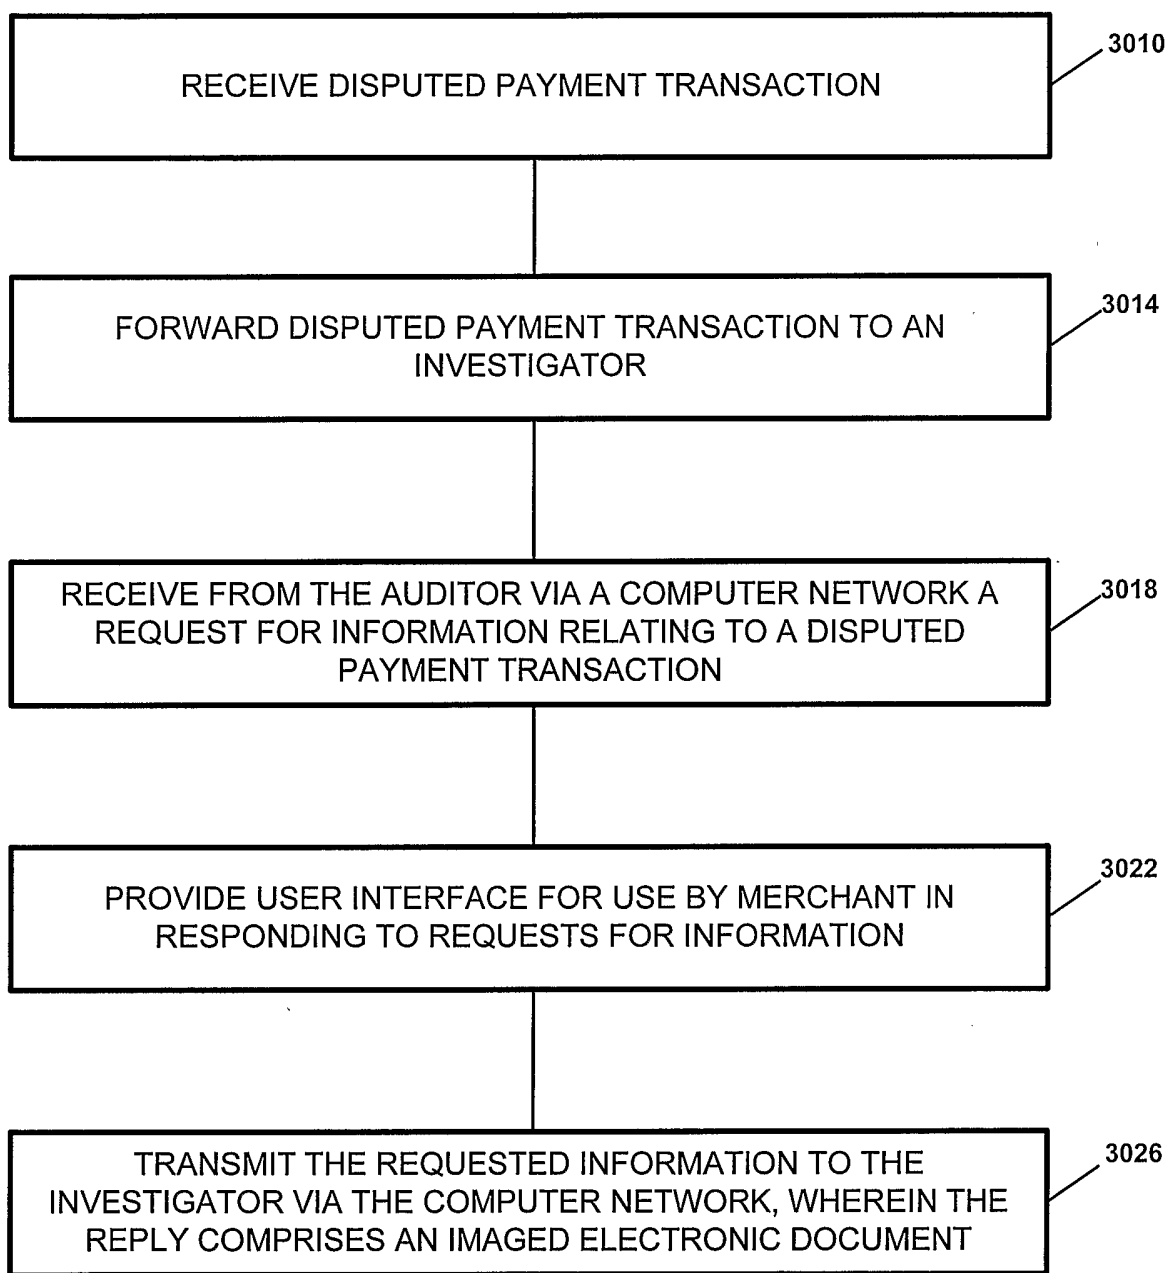 3010
RECEIVE DISPUTED PAYMENT TRANSACTION
3014
FORWARD DISPUTED PAYMENT TRANSACTION TO AN
INVESTIGATOR
3018
RECEIVE FROM THE AUDITOR VIA A COMPUTER NETWORK A
REQUEST FOR INFORMATION RELATING TO A DISPUTED
PAYMENT TRANSACTION
3022
PROVIDE USER INTERFACE FOR USE BY MERCHANT IN
RESPONDING TO REQUESTS FOR INFORMATION
3026
TRANSMIT THE REQUESTED INFORMATION TO THE
INVESTIGATOR VIA THE COMPUTER NETWORK, WHEREIN THE
REPLY COMPRISES AN IMAGED ELECTRONIC DOCUMENT